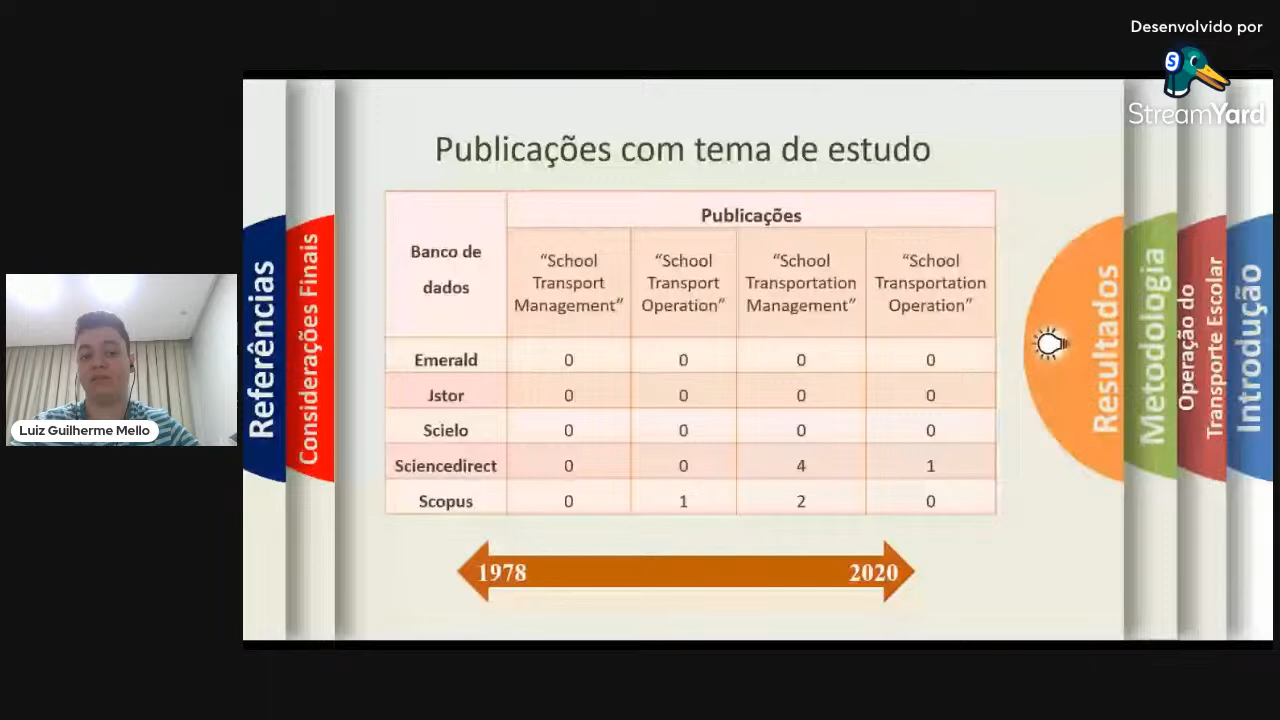 Desenvolvido por
StreamYard
Publicações com tema de estudo
Banco de
dados
Publicações
“School
Transport
Management”
“School
Transport
Operation”
“School
Transportation
Management”
“School
Transportation
Operation”
Emerald 0 0 0 0
Jstor 0 0 0 0
Scielo 0 0 0 0
Sciencedirect 0 0 4 1
Scopus 0 1 2 0
1978 2020
Referências
Considerações Finais
Resultados
Metodologia
Operação do
Transporte Escolar
Introdução
Luiz Guilherme Mello
S